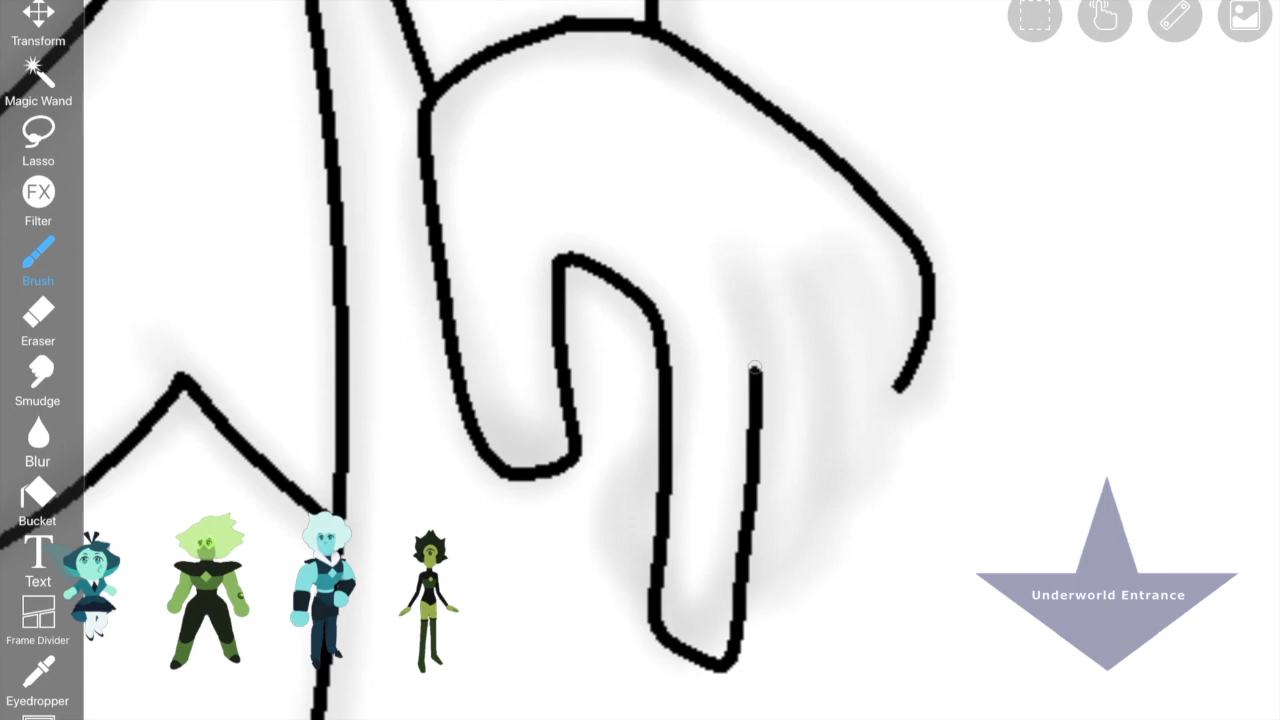 Transform
Magic Wand
Lasso
FX
Filter
Brush
Eraser
Smudge
Blur
Bucket
T
Text
Frame Divider
Eyedropper
Underworld Entrance